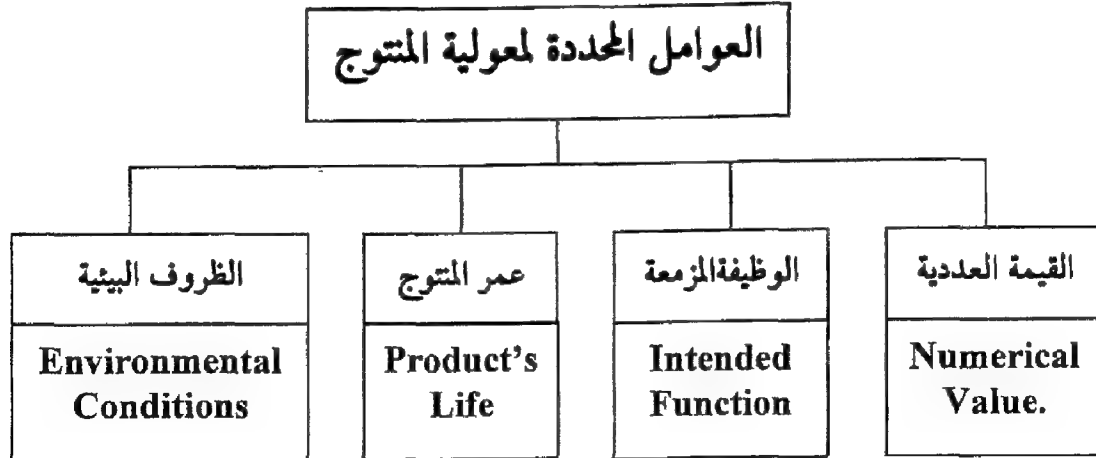 العوامل المحددة لمعولية المنتوج
القيمة العددية
Numerical
Value.
الوظيفةالمزمعة
Intended
Function
عمر المنتوج
Product's
Life
الظروف البيئية
Environmental
Conditions